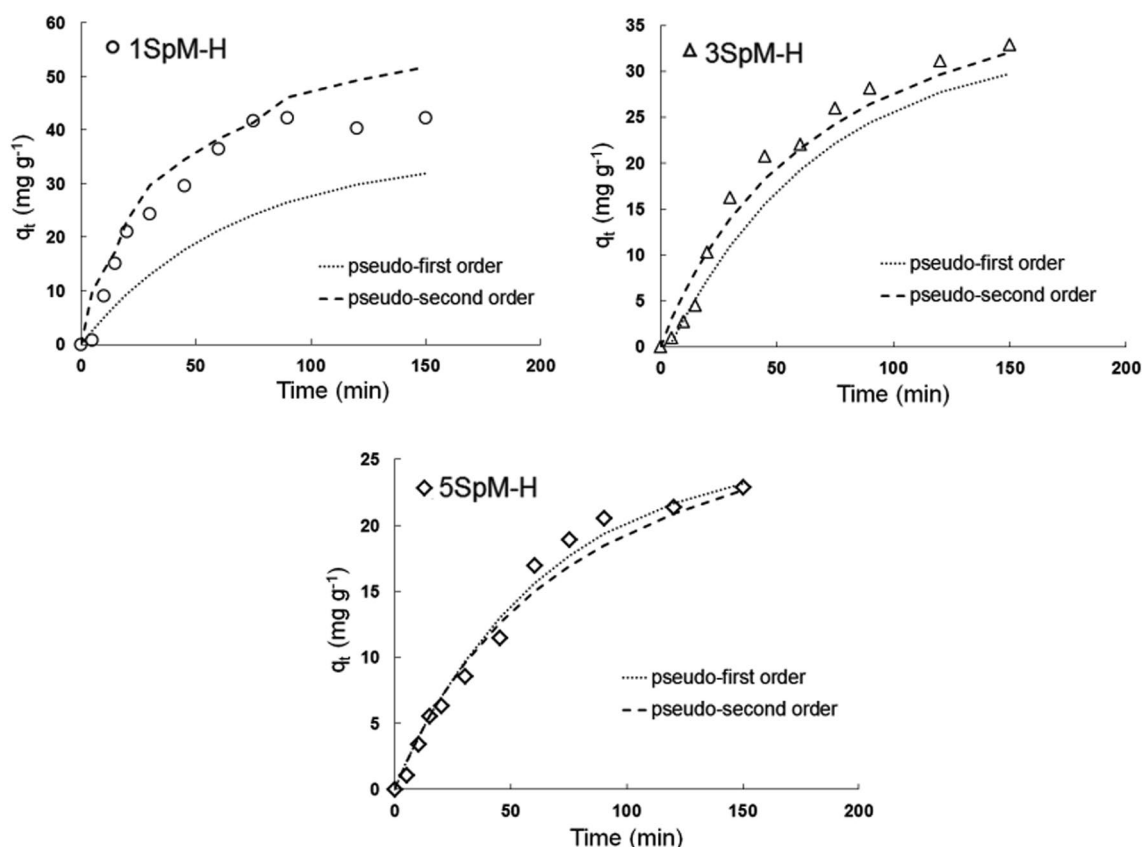 1SpM-H
60
50
40
30
20
10
0
qt (mg g-1)
pseudo-first order
pseudo-second order
0 50 100 150 200
Time (min)
3SpM-H
35
30
25
20
15
10
5
0
qt (mg g-1)
pseudo-first order
pseudo-second order
0 50 100 150 200
Time (min)
5SpM-H
25
20
15
10
5
0
qt (mg g-1)
pseudo-first order
pseudo-second order
0 50 100 150 200
Time (min)